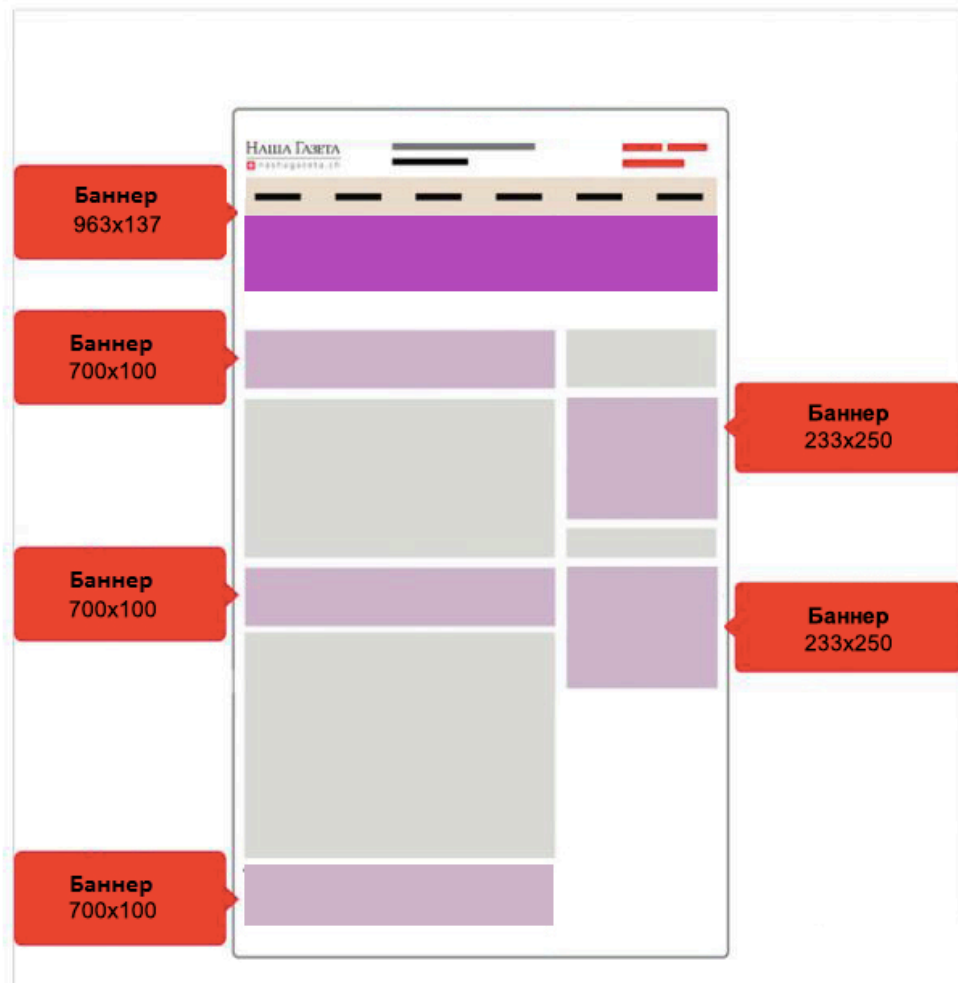 НАША ГАЗЕТА
nashagazeta.ch
Баннер
963x137
Баннер
700x100
Баннер
233x250
Баннер
700x100
Баннер
233x250
Баннер
700x100